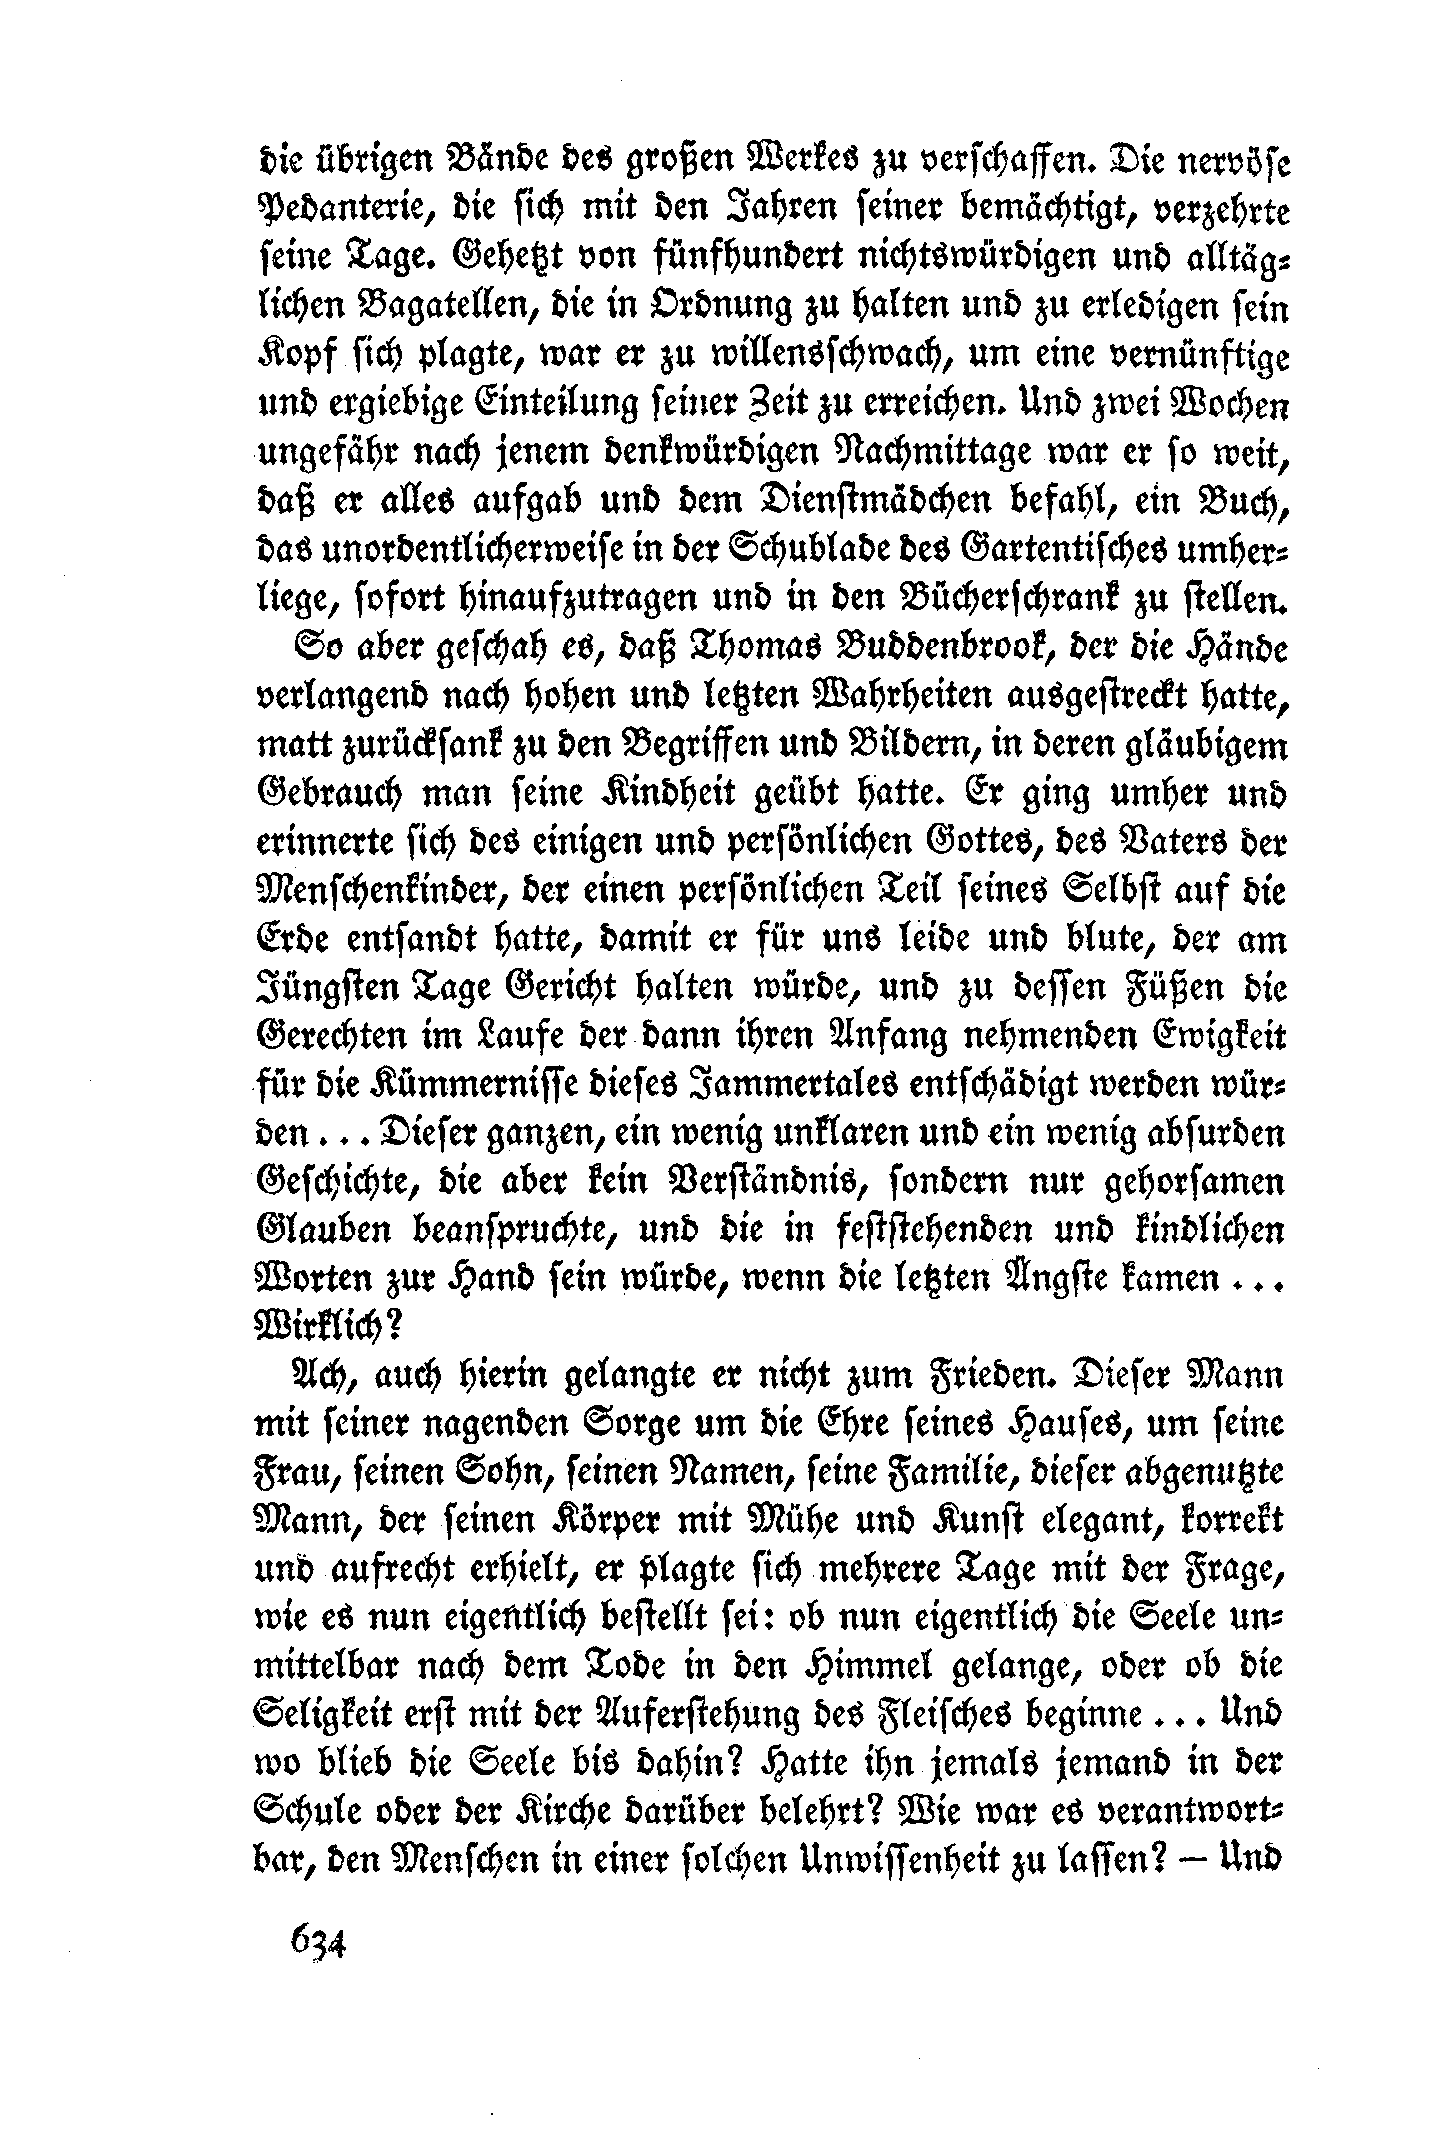 die übrigen Bände des großen Werkes zu verschaffen. Die nervöse
Pedanterie, die sich mit den Jahren seiner bemächtigt, verzehrte
seine Tage. Gehetzt von fünfhundert nichtswürdigen und alltäg-
lichen Bagatellen, die in Ordnung zu halten und zu erledigen sein
Kopf sich plagte, war er zu willensschwach, um eine vernünftige
und ergiebige Einteilung seiner Zeit zu erreichen. Und zwei Wochen
ungefähr nach jenem denkwürdigen Nachmittage war er so weit,
daß er alles aufgab und dem Dienstmädchen befahl, ein Buch,
das unordentlicherweise in der Schublade des Gartentisches umher-
liege, sofort hinaufzutragen und in den Bücherschrank zu stellen.
So aber geschah es, daß Thomas Buddenbrook, der die Hände
verlangend nach hohen und letzten Wahrheiten ausgestreckt hatte,
matt zurücksank zu den Begriffen und Bildern, in deren gläubigem
Gebrauch man seine Kindheit geübt hatte. Er ging umher und
erinnerte sich des einigen und persönlichen Gottes, des Vaters der
Menschenkinder, der einen persönlichen Teil seines Selbst auf die
Erde entsandt hatte, damit er für uns leide und blute, der am
Jüngsten Tage Gericht halten würde, und zu dessen Füßen die
Gerechten im Laufe der dann ihren Anfang nehmenden Ewigkeit
für die Kümmernisse dieses Jammertales entschädigt werden wür-
den... Dieser ganzen, ein wenig unklaren und ein wenig absurden
Geschichte, die aber kein Verständnis, sondern nur gehorsamen
Glauben beanspruchte, und die in feststehenden und kindlichen
Worten zur Hand sein würde, wenn die letzten Ängste kamen ...
Wirklich?
Ach, auch hierin gelangte er nicht zum Frieden. Dieser Mann
mit seiner nagenden Sorge um die Ehre seines Hauses, um seine
Frau, seinen Sohn, seinen Namen, seine Familie, dieser abgenutzte
Mann, der seinen Körper mit Mühe und Kunst elegant, korrekt
und aufrecht erhielt, er plagte sich mehrere Tage mit der Frage,
wie es nun eigentlich bestellt sei: ob nun eigentlich die Seele un-
mittelbar nach dem Tode in den Himmel gelange, oder ob die
Seligkeit erst mit der Auferstehung des Fleisches beginne ... Und
wo blieb die Seele bis dahin? Hatte ihn jemals jemand in der
Schule oder der Kirche darüber belehrt? Wie war es verantwort-
bar, den Menschen in einer solchen Unwissenheit zu lassen? — Und
634